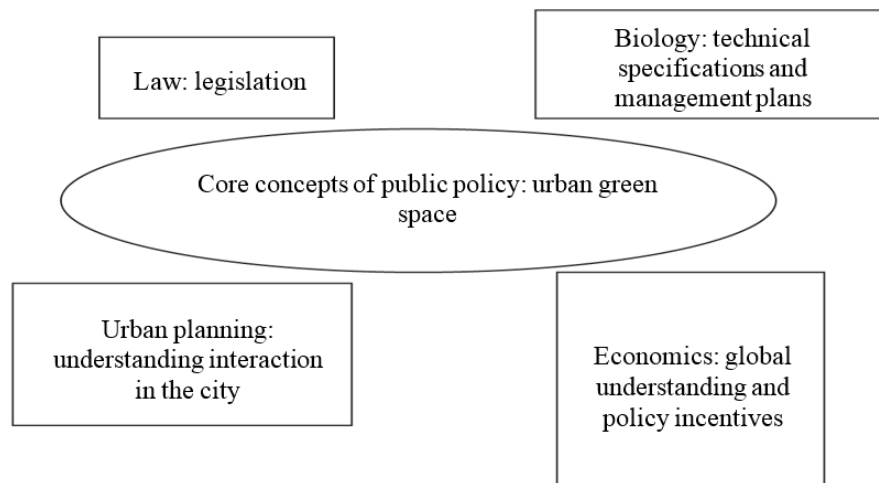 Law: legislation
Biology: technical
specifications and
management plans
Core concepts of public policy: urban green
space
Urban planning:
understanding interaction
in the city
Economics: global
understanding and
policy incentives